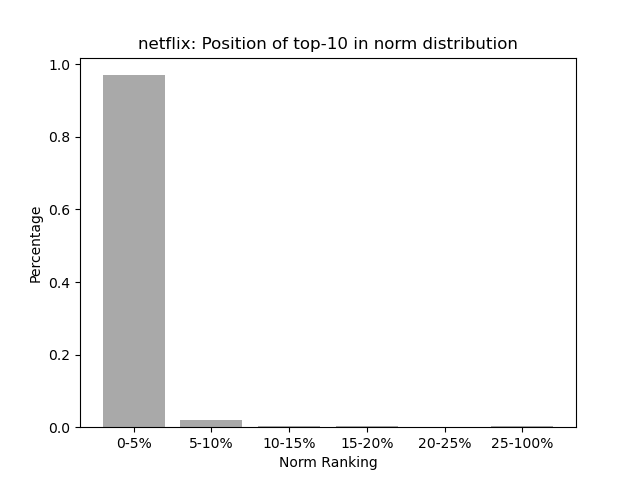 netflix: Position of top-10 in norm distribution
1.0
0.8
0.6
0.4
0.2
0.0
Percentage
0-5% 5-10% 10-15% 15-20% 20-25% 25-100%
Norm Ranking